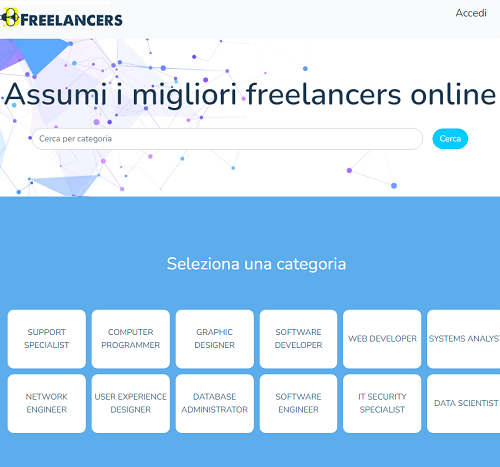 FREELANCERS
Accedi
Assumi i migliori freelancers online
Cerca per categoria
Cerca
Seleziona una categoria
SUPPORT
SPECIALIST
COMPUTER
PROGRAMMER
GRAPHIC
DESIGNER
SOFTWARE
DEVELOPER
WEB DEVELOPER
SYSTEMS ANALYST
NETWORK
ENGINEER
USER EXPERIENCE
DESIGNER
DATABASE
ADMINISTRATOR
SOFTWARE
ENGINEER
IT SECURITY
SPECIALIST
DATA SCIENTIST